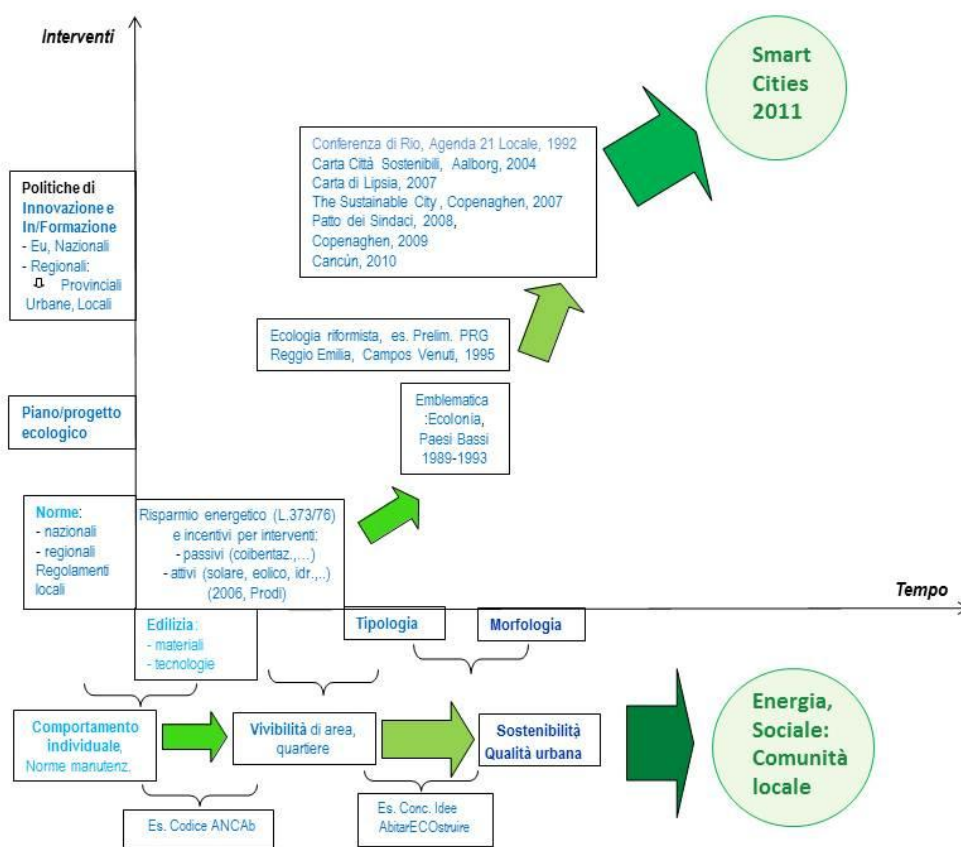 Interventi
Smart
Cities
2011
Conferenza di Rio, Agenda 21 Locale, 1992
Carta Città Sostenibili, Aalborg, 2004
Carta di Lipsia, 2007
The Sustainable City, Copenaghen, 2007
Patto dei Sindaci, 2008,
Copenaghen, 2009
Cancùn, 2010
Politiche di
Innovazione e
In/Formazione
- Eu, Nazionali
- Regionali:
Provinciali
Urbane, Locali
Ecologia riformista, es. Prelim. PRG
Reggio Emilia, Campos Venuti, 1995
Piano/progetto
ecologico
Emblematica
:Ecolonia,
Paesi Bassi
1989-1993
Norme:
- nazionali
- regionali
Regolamenti
locali
Risparmio energetico (L.373/76)
e incentivi per interventi:
- passivi (coibentaz.,...)
- attivi (solare, eolico, idr.,..)
(2006, Prodi)
Tempo
Edilizia:
- materiali
- tecnologie
Tipologia
Morfologia
Comportamento
individuale,
Norme manutenz.
Vivibilità di area,
quartiere
Sostenibilità
Qualità urbana
Energia,
Sociale:
Comunità
locale
Es. Codice ANCAb
Es. Conc. Idee
AbitarECOstruire